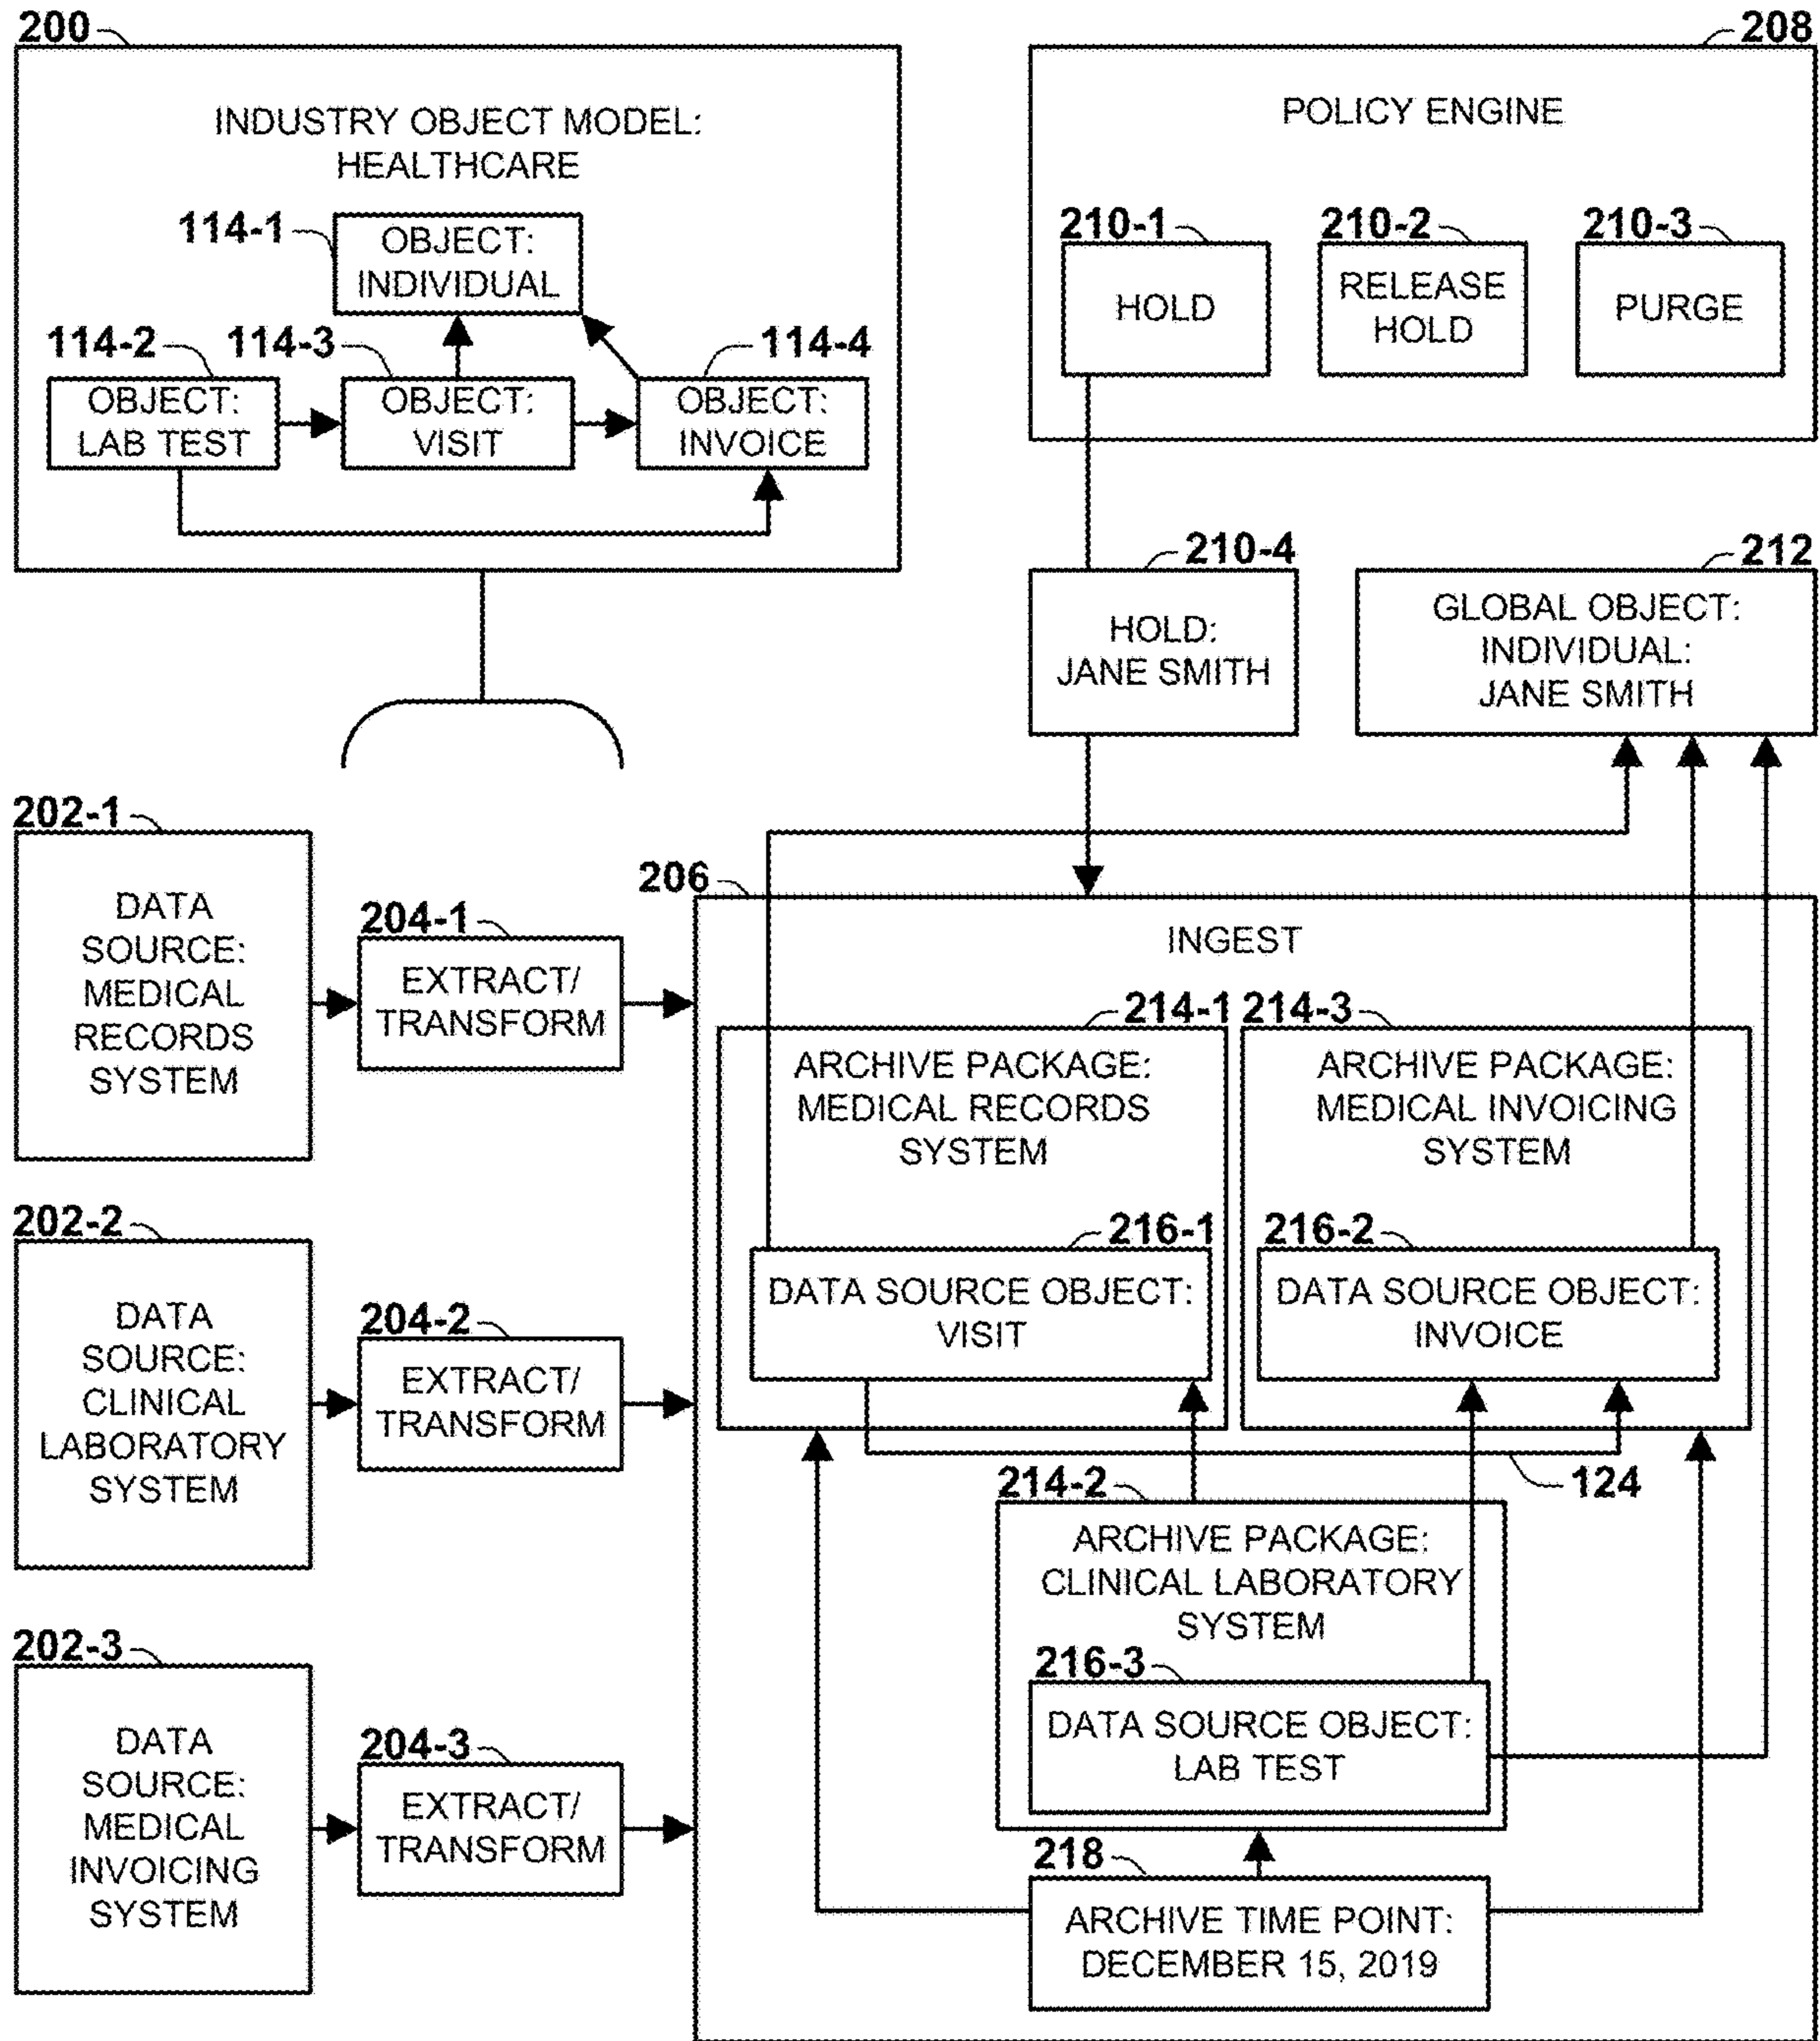 200
INDUSTRY OBJECT MODEL:
HEALTHCARE
114-1
OBJECT:
INDIVIDUAL
114-2
OBJECT:
LAB TEST
114-3
OBJECT:
VISIT
114-4
OBJECT:
INVOICE
208
POLICY ENGINE
210-1
HOLD
210-2
RELEASE
HOLD
210-3
PURGE
210-4
HOLD:
JANE SMITH
212
GLOBAL OBJECT:
INDIVIDUAL:
JANE SMITH
202-1
DATA
SOURCE:
MEDICAL
RECORDS
SYSTEM
204-1
EXTRACT/
TRANSFORM
202-2
DATA
SOURCE:
CLINICAL
LABORATORY
SYSTEM
204-2
EXTRACT/
TRANSFORM
202-3
DATA
SOURCE:
MEDICAL
INVOICING
SYSTEM
204-3
EXTRACT/
TRANSFORM
206
INGEST
214-1
ARCHIVE PACKAGE:
MEDICAL RECORDS
SYSTEM
216-1
DATA SOURCE OBJECT:
VISIT
214-3
ARCHIVE PACKAGE:
MEDICAL INVOICING
SYSTEM
216-2
DATA SOURCE OBJECT:
INVOICE
124
214-2
ARCHIVE PACKAGE:
CLINICAL LABORATORY
SYSTEM
216-3
DATA SOURCE OBJECT:
LAB TEST
218
ARCHIVE TIME POINT:
DECEMBER 15, 2019